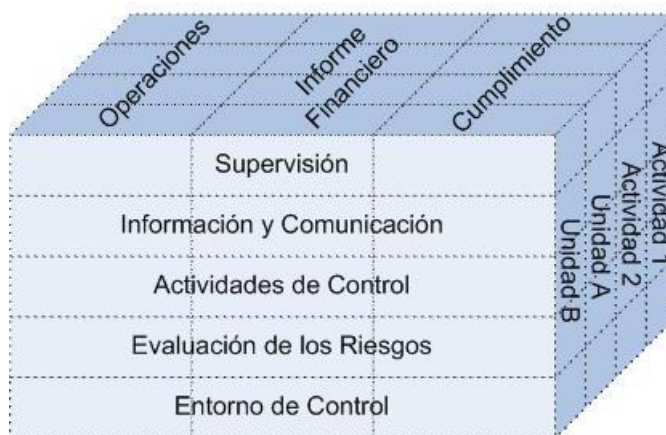 Operaciones
Informe
Financiero
Cumplimiento
Supervisión
Información y Comunicación
Actividades de Control
Evaluación de los Riesgos
Entorno de Control
Unidad B
Unidad A
Actividad 2
Actividad 1